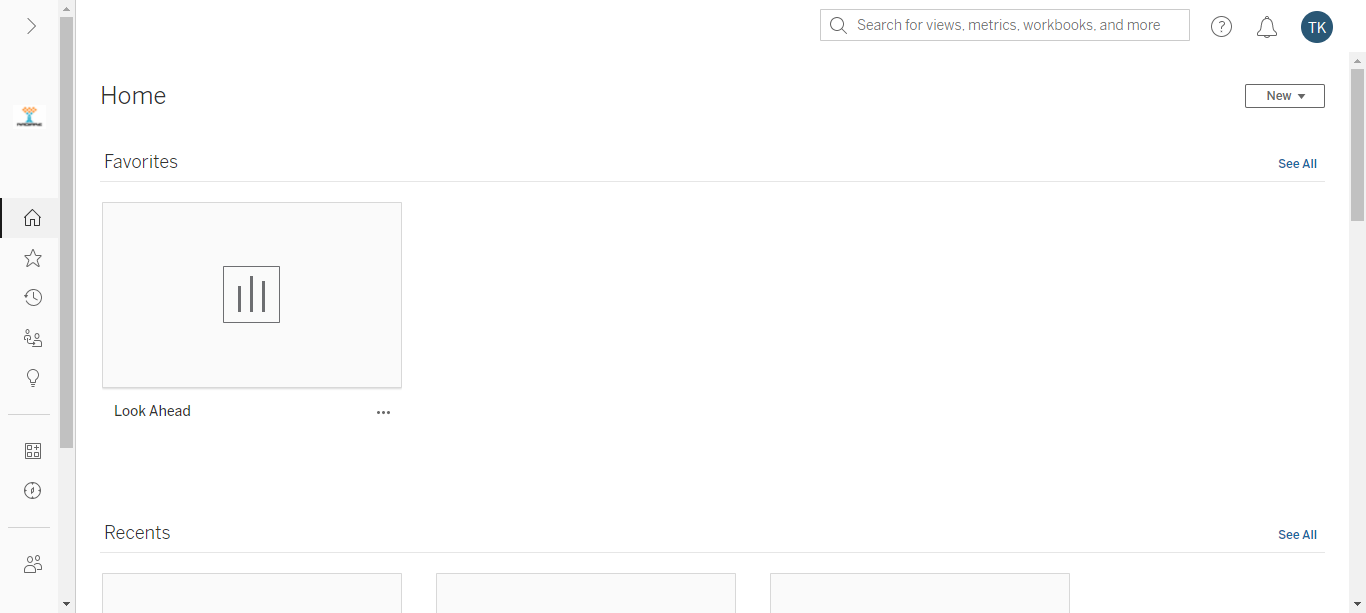 Search for views, metrics, workbooks, and more
TK
Home
New
Favorites
See All
Look Ahead
Recents
See All